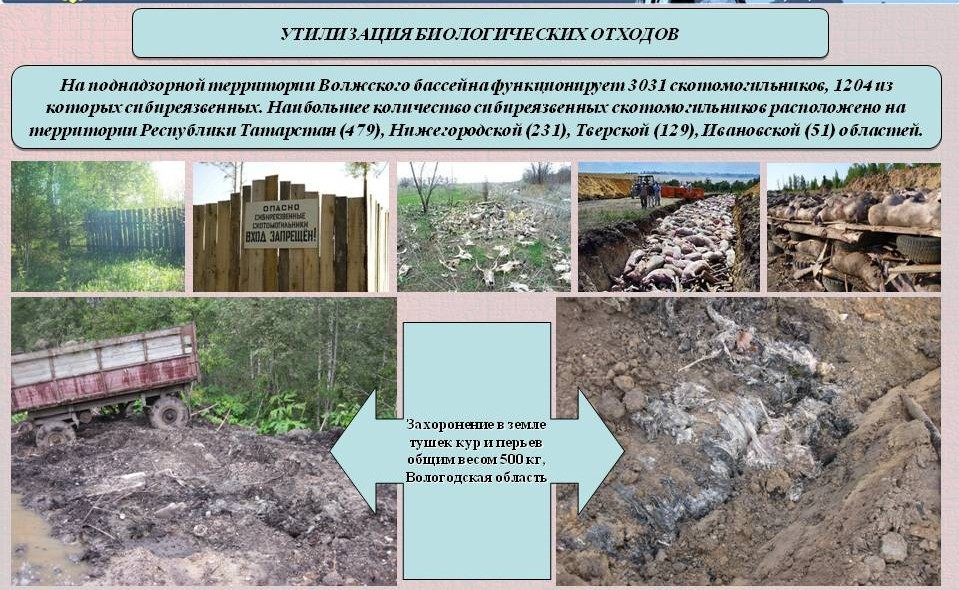 УТИЛИЗАЦИЯ БИОЛОГИЧЕСКИХ ОТХОДОВ
На поднадзорной территории Волжского бассейна функционирует 3031 скотомогильников, 1204 из
которых сибиреязвенных. Наибольшее количество сибиреязвенных скотомогильников расположено на
территории Республики Татарстан (479), Нижегородской (231), Тверской (129), Ивановской (51) областей.
ОПАСНО
СИБИРЕЯЗВЕННЫЕ
СКОТОМОГИЛЬНИКИ
ВХОД ЗАПРЕЩЕН!
Захоронение в земле
тушек кур и перьев
общим весом 500 кг,
Вологодская область